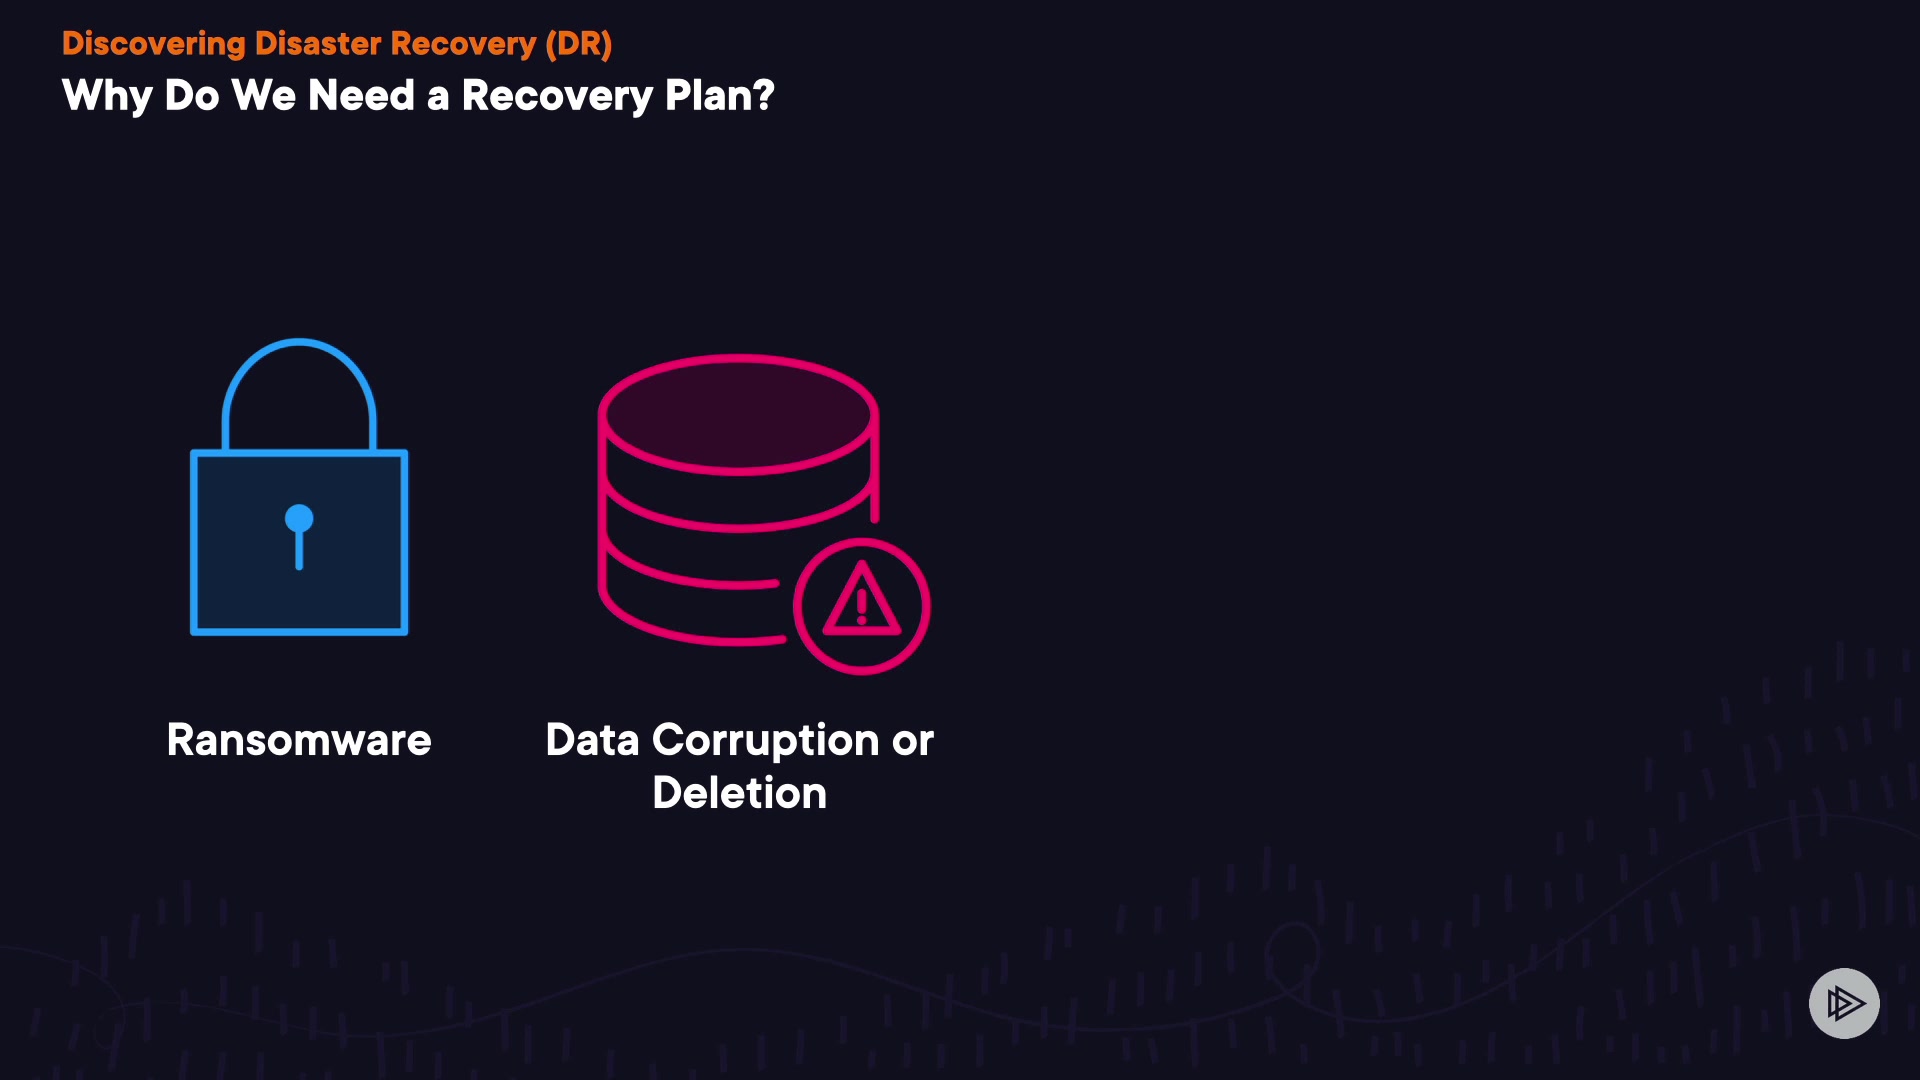 Discovering Disaster Recovery (DR)
Why Do We Need a Recovery Plan?
Ransomware
Data Corruption or
Deletion